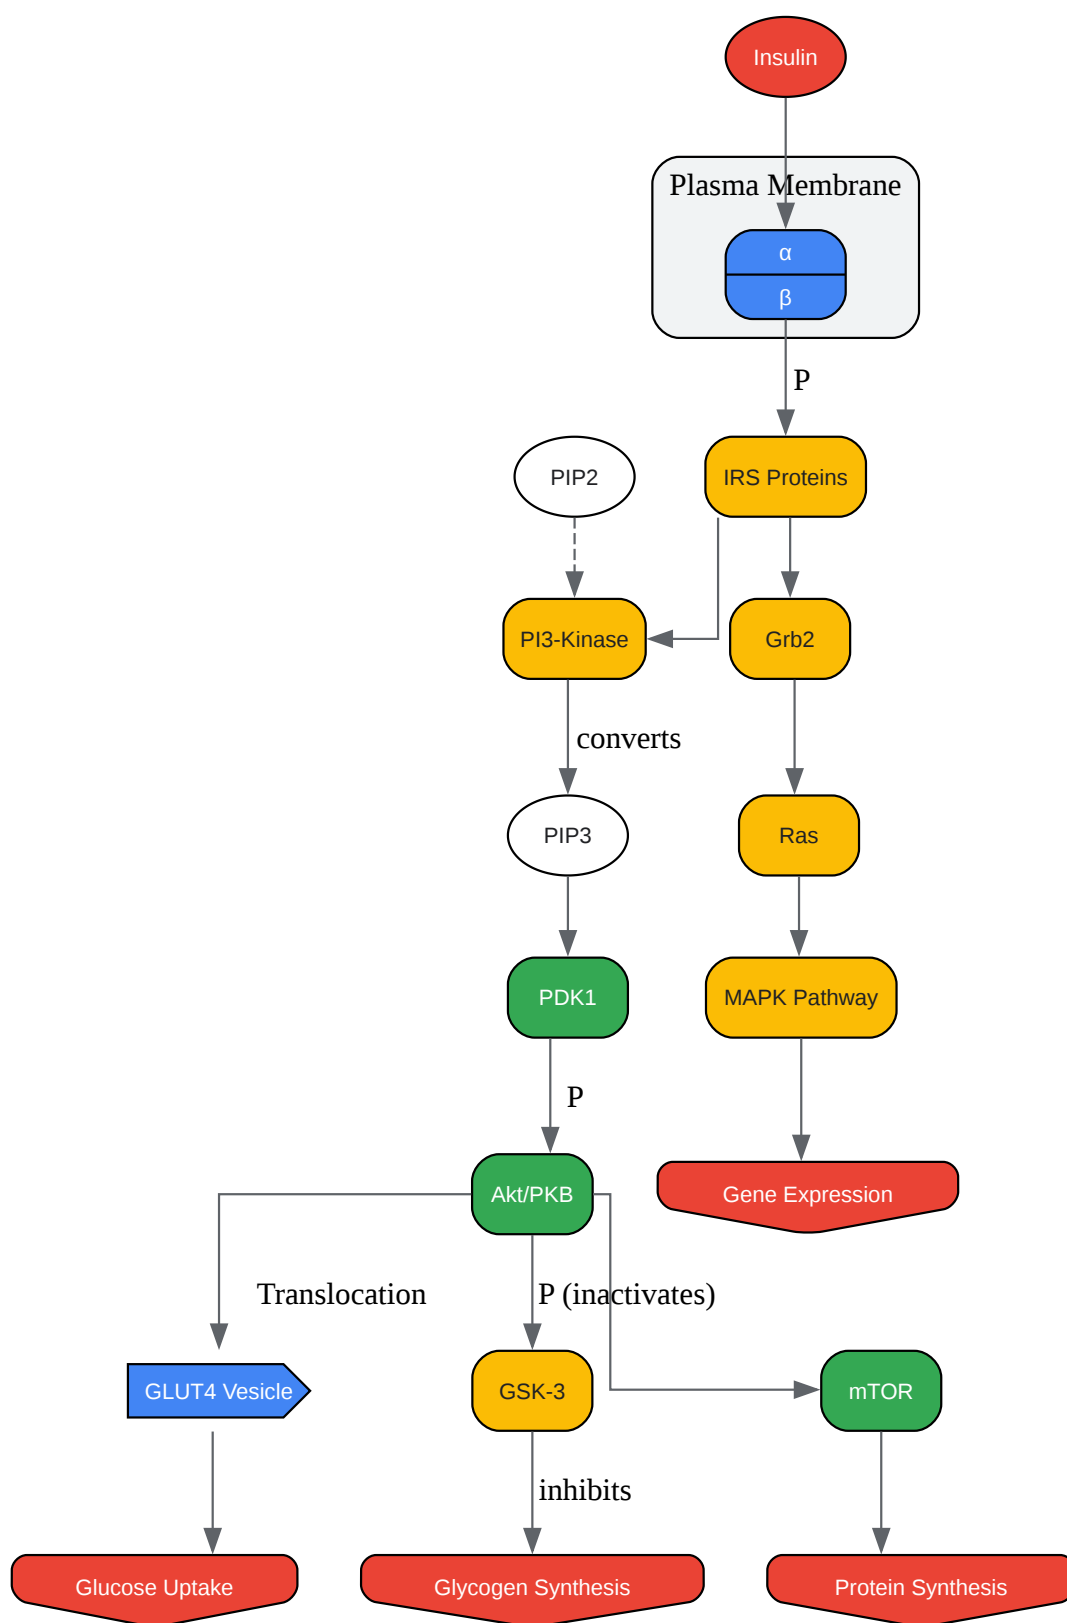 Insulin
Plasma Membrane
α
β
P
PIP2
IRS Proteins
PI3-Kinase
Grb2
converts
PIP3
Ras
PDK1
MAPK Pathway
P
Akt/PKB
Gene Expression
Translocation
P (inactivates)
GLUT4 Vesicle
GSK-3
mTOR
inhibits
Glucose Uptake
Glycogen Synthesis
Protein Synthesis